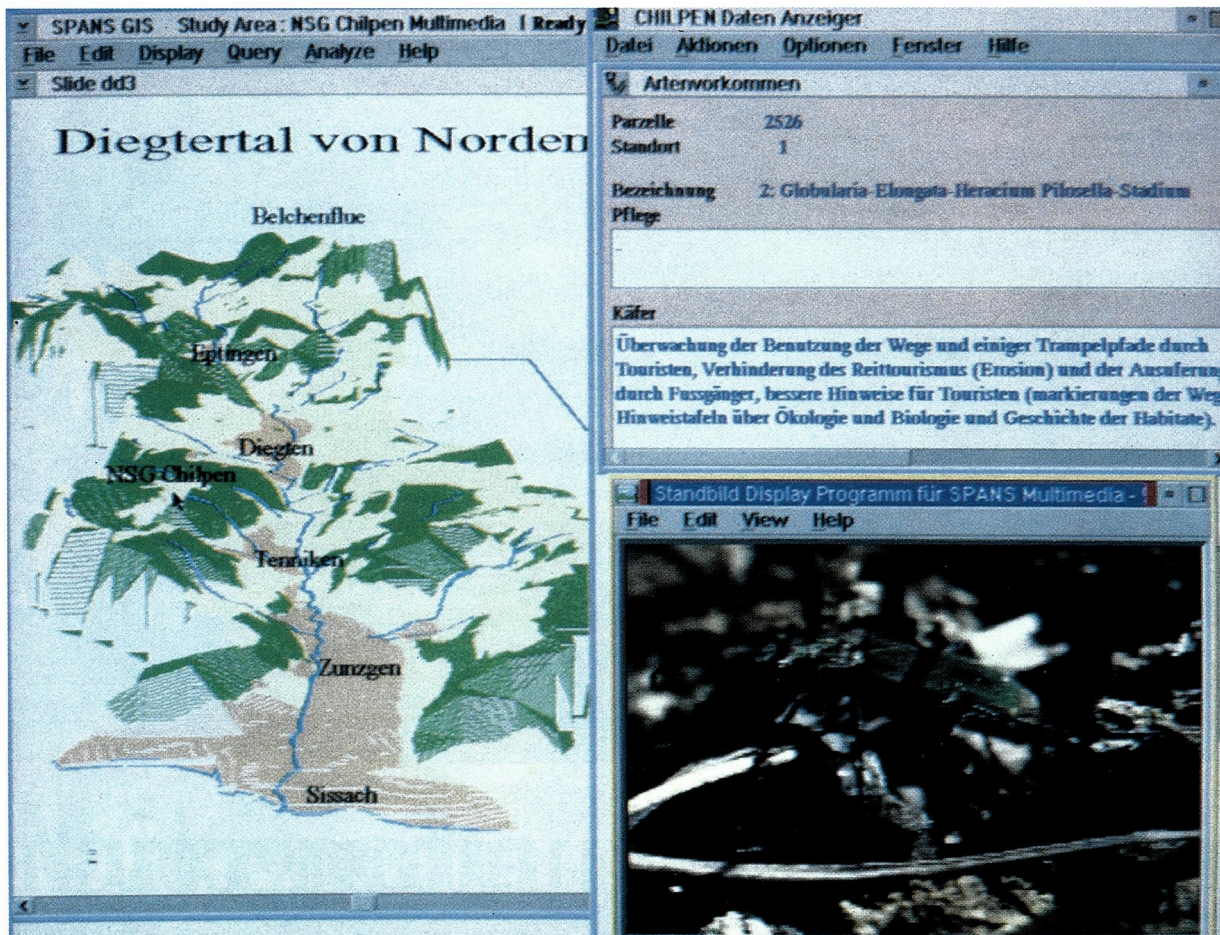 SPANS GIS Study Area : NSG Chilpen Multimedia [ Ready
File Edit Display Query Analyze Help
Slide dd3
Diegtertal von Norden
Belchenflue
Eptingen
Diegten
NSG Chilpen
Tenniken
Zunzgen
Sissach
CHILPEN Daten Anzeiger
Datei Aktionen Optionen Fenster Hilfe
Artenvorkommen
Parzelle 2526
Standort 1
Bezeichnung 2: Globularia-Elongata-Heracium Pilosella-Stadium
Pflege
-
Käfer
Überwachung der Benutzung der Wege und einiger Trampelpfade durch
Touristen, Verhinderung des Reittourismus (Erosion) und der Ausuferung
durch Fussgänger, bessere Hinweise für Touristen (markierungen der Weg
Hinweistafeln über Ökologie und Biologie und Geschichte der Habitate).
Standbild Display Programm für SPANS Multimedia -
File Edit View Help